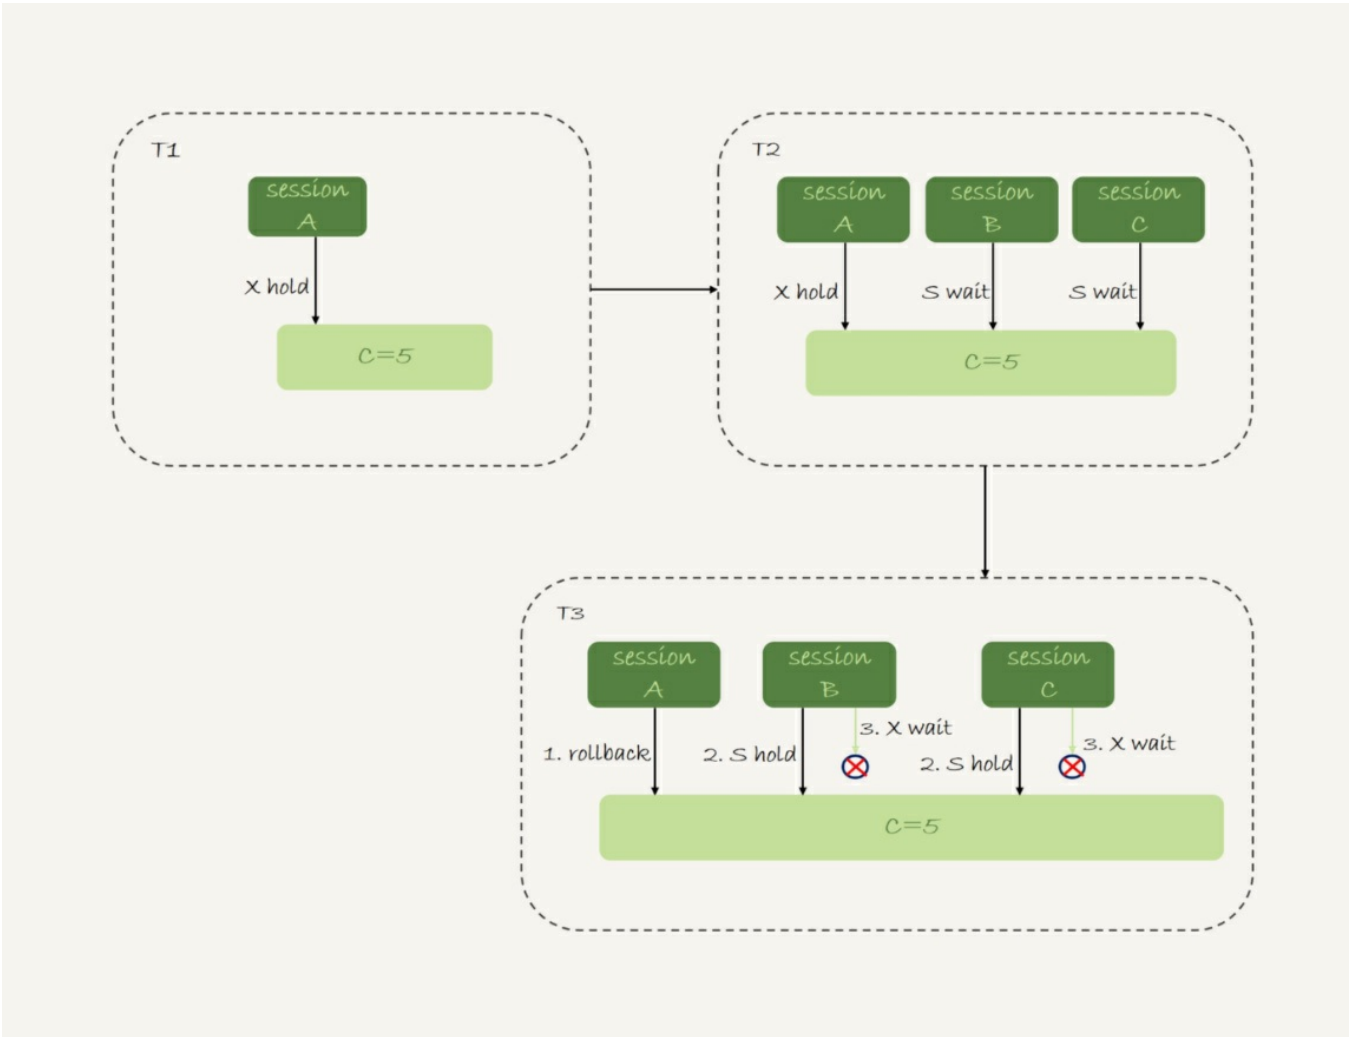 T1
session
A
X hold
C=5
T2
session
A
session
B
session
C
X hold
S wait
S wait
C=5
T3
session
A
session
B
session
C
1. rollback
2. S hold
3. X wait
2. S hold
3. X wait
C=5